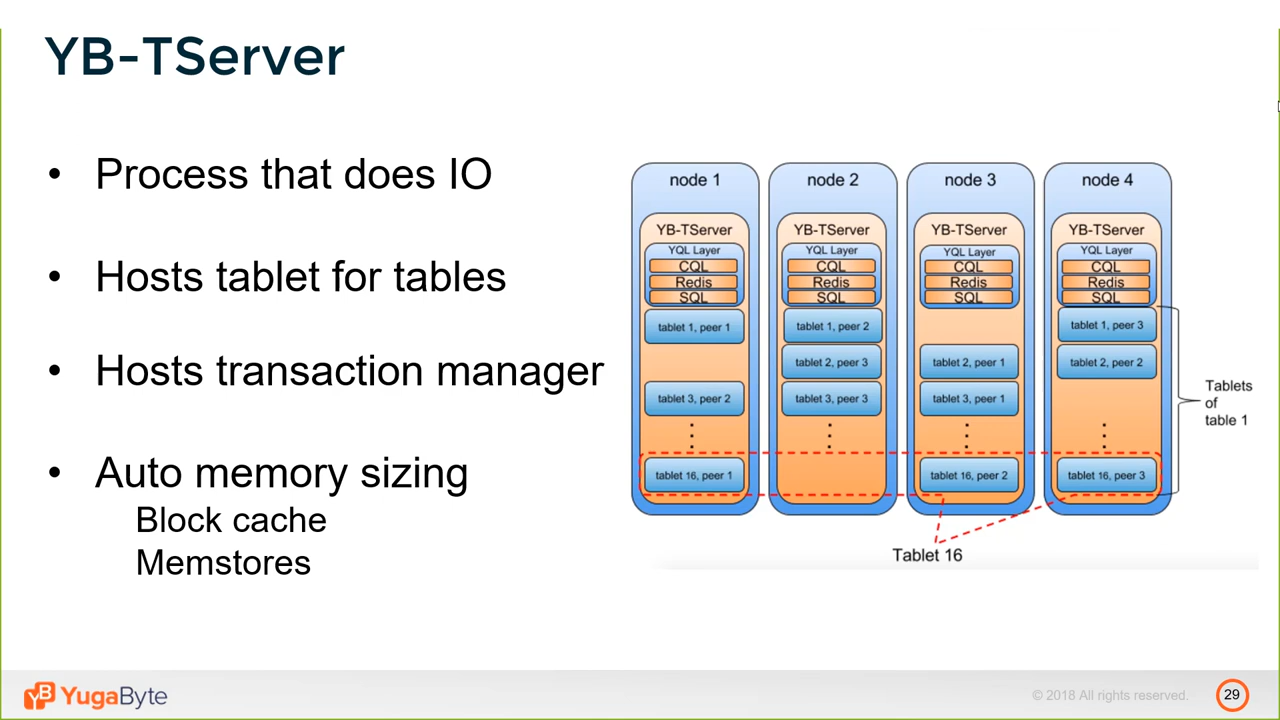 YB-TServer
• Process that does IO
• Hosts tablet for tables
• Hosts transaction manager
• Auto memory sizing
Block cache
Memstores
node 1
YB-TServer
YQL Layer
CQL
Redis
SQL
tablet 1, peer 1
tablet 3, peer 2
tablet 16, peer 1
node 2
YB-TServer
YQL Layer
CQL
Redis
SQL
tablet 1, peer 2
tablet 2, peer 3
tablet 3, peer 3
node 3
YB-TServer
YQL Layer
CQL
Redis
SQL
tablet 2, peer 1
tablet 3, peer 1
tablet 16, peer 2
node 4
YB-TServer
YQL Layer
CQL
Redis
SQL
tablet 1, peer 3
tablet 2, peer 2
tablet 16, peer 3
Tablets
of
table 1
Tablet 16
YB YugaByte
© 2018 All rights reserved.
29